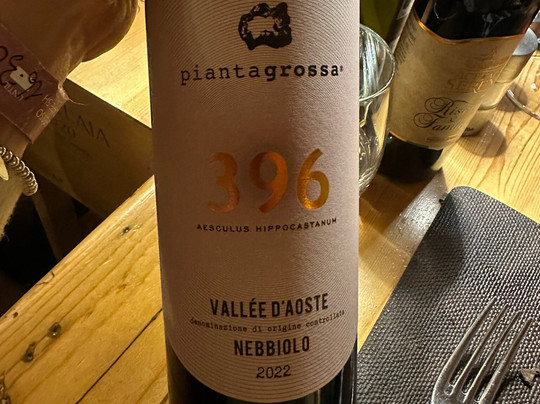 piantagrossa®
396
AESCULUS HIPPOCASTANUM
VALLÉE D'AOSTE
denominazione di origine controllata
NEBBIOLO
2022